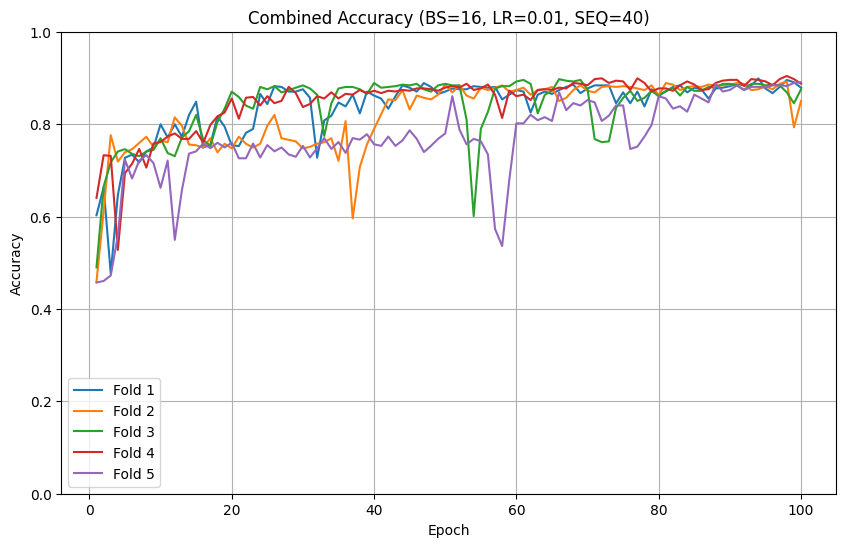 Combined Accuracy (BS=16, LR=0.01, SEQ=40)
1.0
0.8
0.6
0.4
0.2
0.0
Accuracy
Fold 1
Fold 2
Fold 3
Fold 4
Fold 5
0 20 40 60 80 100
Epoch